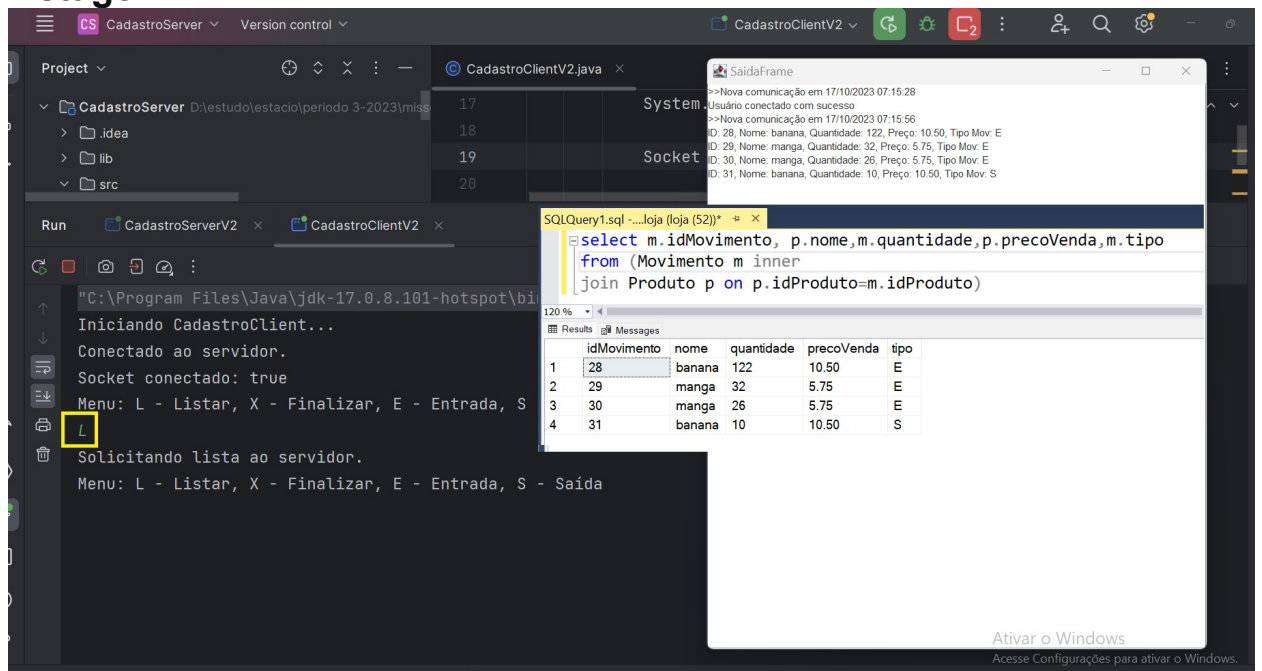 CS CadastroServer Version control CadastroClientV2
Project
CadastroClientV2.java
CadastroServer D:\estudo\estacio\periodo 3-2023\miss
.idea
lib
src
17 System.
18
19 Socket
20
SaidaFrame
>>Nova comunicação em 17/10/2023 07:15:28
Usuário conectado com sucesso
>>Nova comunicação em 17/10/2023 07:15:56
ID: 28, Nome: banana, Quantidade: 122, Preço: 10.50, Tipo Mov: E
ID: 29, Nome: manga, Quantidade: 32, Preço: 5.75, Tipo Mov: E
ID: 30, Nome: manga, Quantidade: 26, Preço: 5.75, Tipo Mov: E
ID: 31, Nome: banana, Quantidade: 10, Preço: 10.50, Tipo Mov: S
Run CadastroServerV2 CadastroClientV2
"C:\Program Files\Java\jdk-17.0.8.101-hotspot\bi
Iniciando CadastroClient...
Conectado ao servidor.
Socket conectado: true
Menu: L - Listar, X - Finalizar, E - Entrada, S
L
Solicitando lista ao servidor.
Menu: L - Listar, X - Finalizar, E - Entrada, S - Saída
SQLQuery1.sql -....loja (loja (52))*
select m.idMovimento, p.nome,m.quantidade,p.precoVenda,m.tipo
from (Movimento m inner
join Produto p on p.idProduto=m.idProduto)
120 %
Results Messages
idMovimento nome quantidade precoVenda tipo
1 28 banana 122 10.50 E
2 29 manga 32 5.75 E
3 30 manga 26 5.75 E
4 31 banana 10 10.50 S
Ativar o Windows
Acesse Configurações para ativar o Windows.